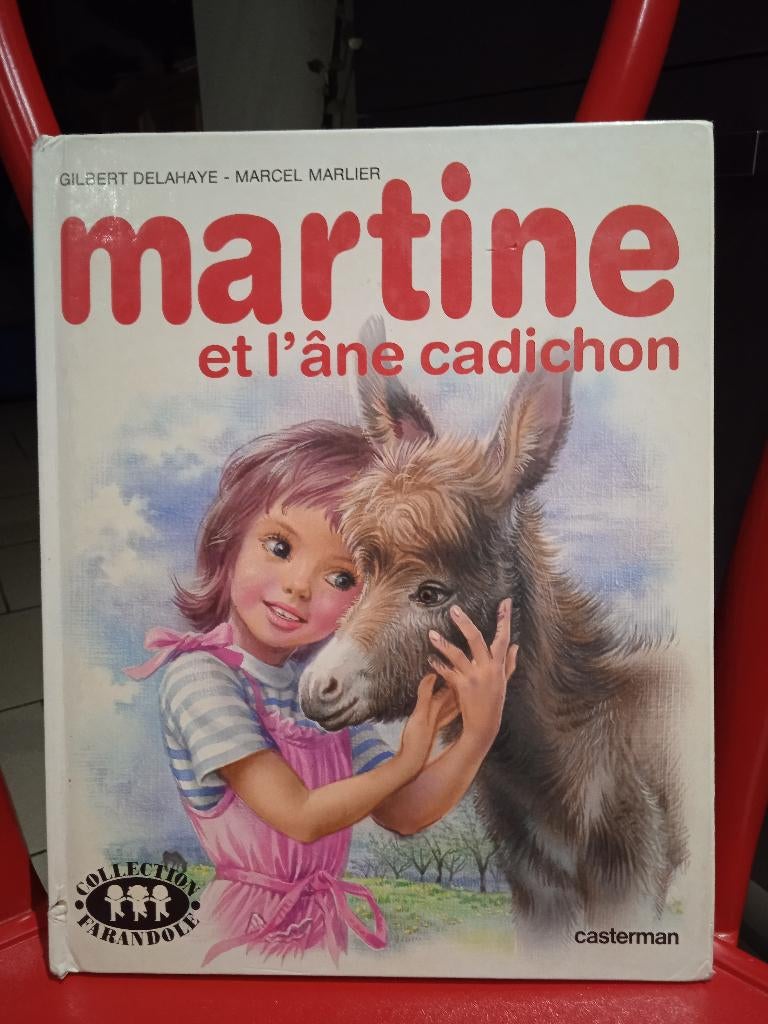 GILBERT DELAHAYE - MARCEL MARLIER
martine
et l'âne cadichon
COLLECTION
FARANDOLE
casterman